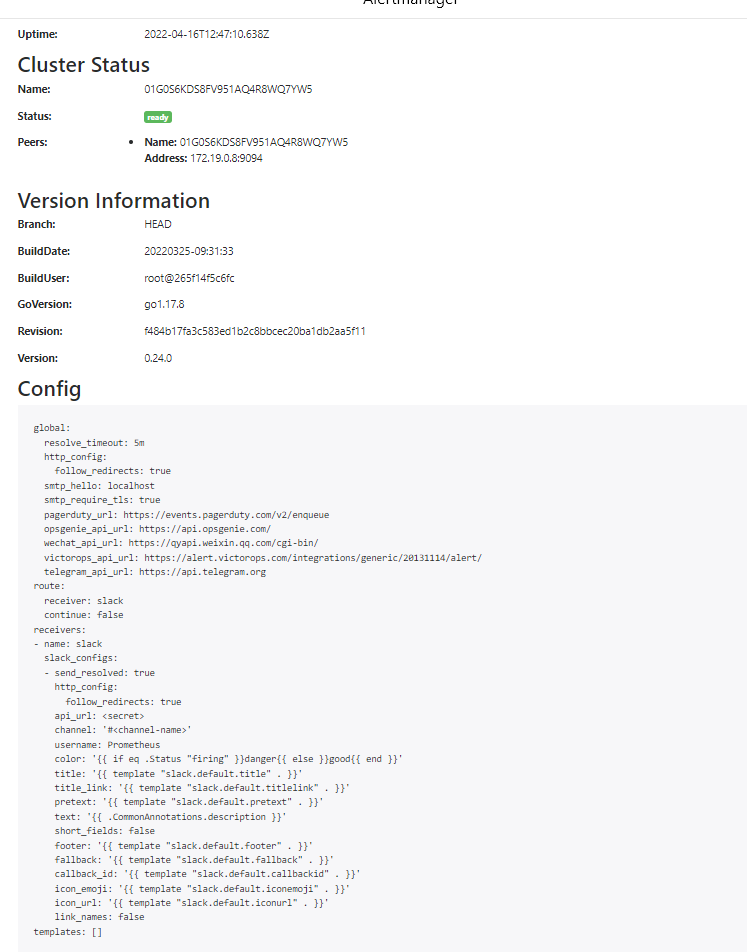 Alertmanager
Uptime: 2022-04-16T12:47:10.638Z
Cluster Status
Name: 01G0S6KDS8FV951AQ4R8WQ7YW5
Status: ready
Peers: • Name: 01G0S6KDS8FV951AQ4R8WQ7YW5
Address: 172.19.0.8:9094
Version Information
Branch: HEAD
BuildDate: 20220325-09:31:33
BuildUser: root@265f14f5c6fc
GoVersion: go1.17.8
Revision: f484b17fa3c583ed1b2c8bbcec20ba1db2aa5f11
Version: 0.24.0
Config
global:
  resolve_timeout: 5m
  http_config:
    follow_redirects: true
  smtp_hello: localhost
  smtp_require_tls: true
  pagerduty_url: https://events.pagerduty.com/v2/enqueue
  opsgenie_api_url: https://api.opsgenie.com/
  wechat_api_url: https://qyapi.weixin.qq.com/cgi-bin/
  victorops_api_url: https://alert.victorops.com/integrations/generic/20131114/alert/
  telegram_api_url: https://api.telegram.org
route:
  receiver: slack
  continue: false
receivers:
- name: slack
  slack_configs:
  - send_resolved: true
    http_config:
      follow_redirects: true
    api_url: <secret>
    channel: '#<channel-name>'
    username: Prometheus
    color: '{{ if eq .Status "firing" }}danger{{ else }}good{{ end }}'
    title: '{{ template "slack.default.title" . }}'
    title_link: '{{ template "slack.default.titlelink" . }}'
    pretext: '{{ template "slack.default.pretext" . }}'
    text: '{{ .CommonAnnotations.description }}'
    short_fields: false
    footer: '{{ template "slack.default.footer" . }}'
    fallback: '{{ template "slack.default.fallback" . }}'
    callback_id: '{{ template "slack.default.callbackid" . }}'
    icon_emoji: '{{ template "slack.default.iconemoji" . }}'
    icon_url: '{{ template "slack.default.iconurl" . }}'
    link_names: false
templates: []